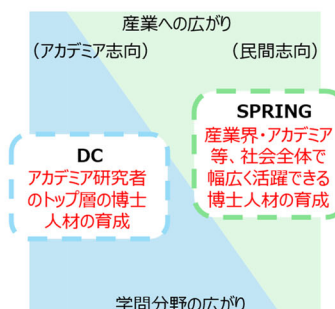 産業への広がり
（アカデミア志向）
（民間志向）
SPRING
産業界・アカデミア
等、社会全体で
幅広く活躍できる
博士人材の育成
DC
アカデミア研究者
のトップ層の博士
人材の育成
学問分野の広がり